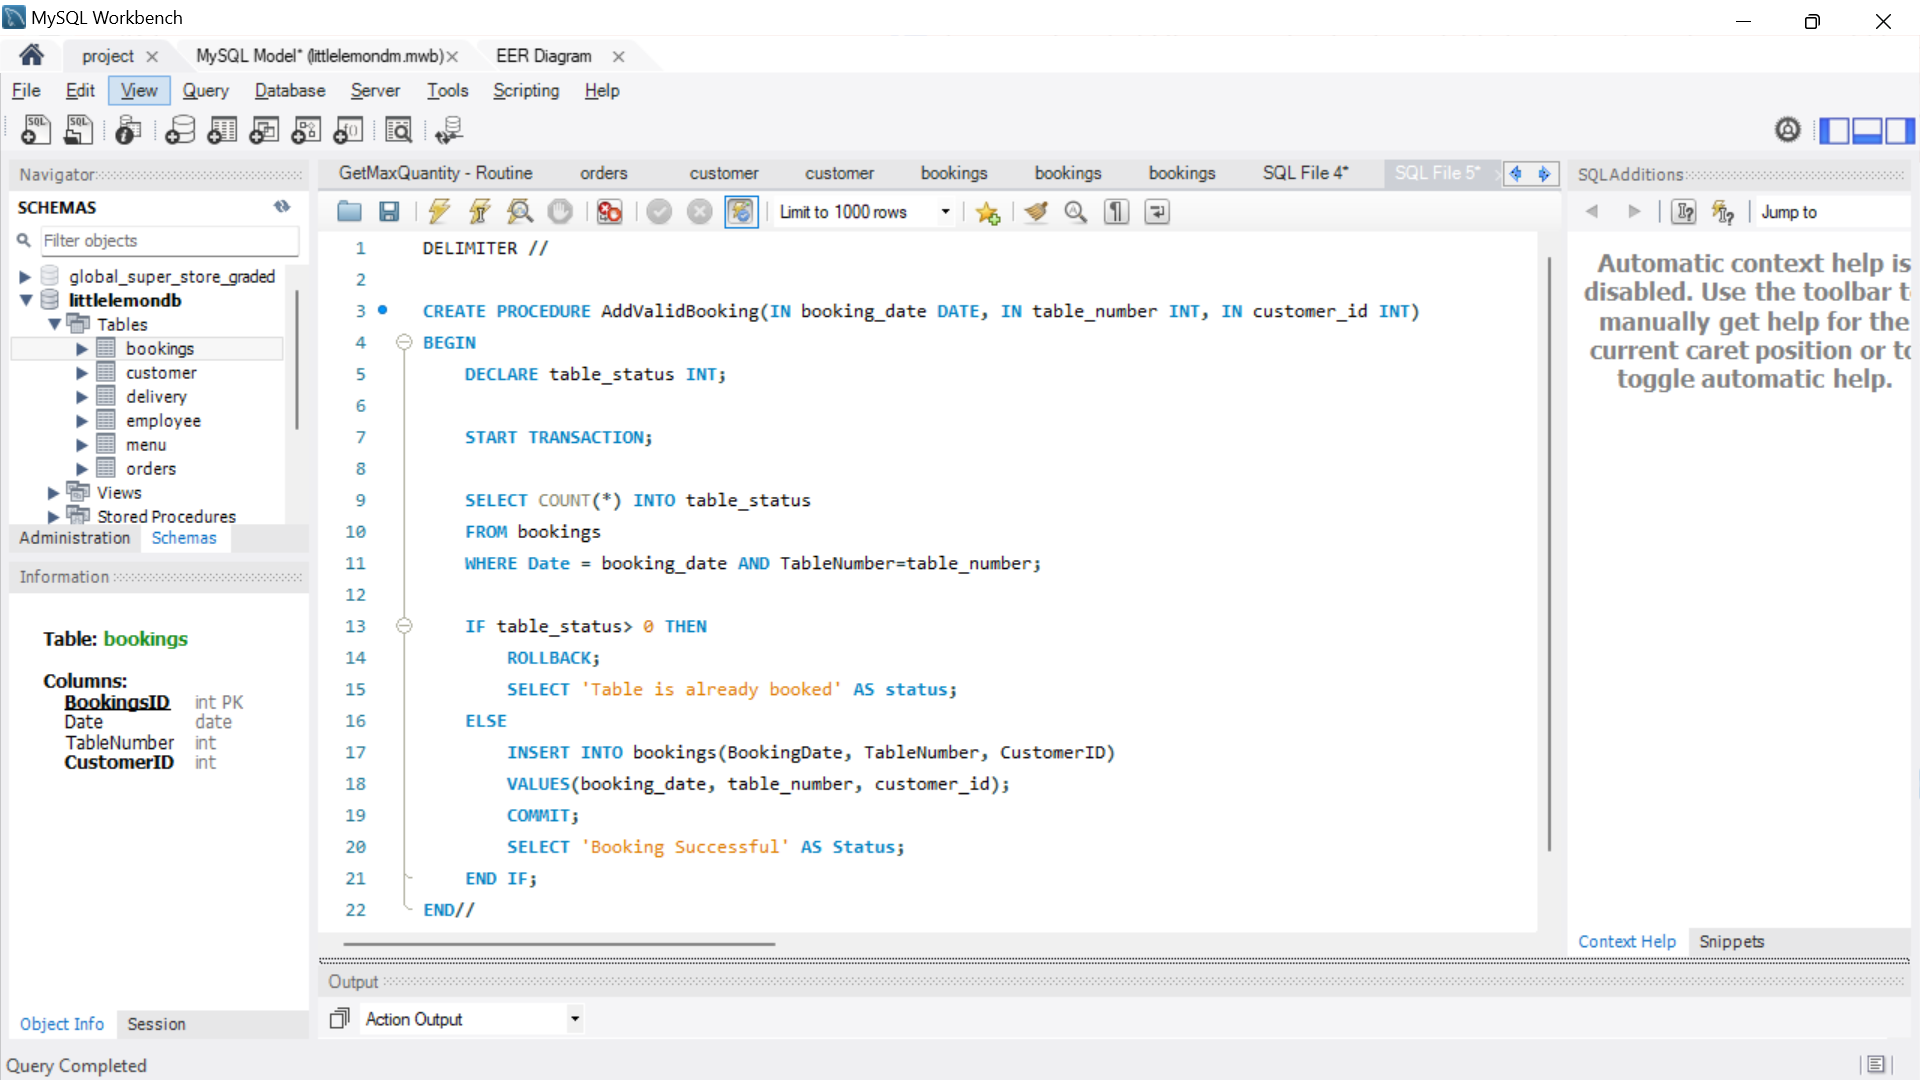 MySQL Workbench
project
MySQL Model* (littlelemondm.mwb)
EER Diagram
File Edit View Query Database Server Tools Scripting Help
Navigator
SCHEMAS
Filter objects
global_super_store_graded
littlelemondb
Tables
bookings
customer
delivery
employee
menu
orders
Views
Stored Procedures
Administration Schemas
Information
Table: bookings
Columns:
BookingsID int PK
Date date
TableNumber int
CustomerID int
Object Info Session
GetMaxQuantity - Routine orders customer customer bookings bookings bookings SQL File 4* SQL File 5*
Limit to 1000 rows
1 DELIMITER //
2
3 CREATE PROCEDURE AddValidBooking(IN booking_date DATE, IN table_number INT, IN customer_id INT)
4 BEGIN
5 DECLARE table_status INT;
6
7 START TRANSACTION;
8
9 SELECT COUNT(*) INTO table_status
10 FROM bookings
11 WHERE Date = booking_date AND TableNumber=table_number;
12
13 IF table_status> 0 THEN
14 ROLLBACK;
15 SELECT 'Table is already booked' AS status;
16 ELSE
17 INSERT INTO bookings(BookingDate, TableNumber, CustomerID)
18 VALUES(booking_date, table_number, customer_id);
19 COMMIT;
20 SELECT 'Booking Successful' AS Status;
21 END IF;
22 END//
SQLAdditions
Jump to
Automatic context help is
disabled. Use the toolbar t
manually get help for the
current caret position or to
toggle automatic help.
Context Help Snippets
Output
Action Output
Query Completed